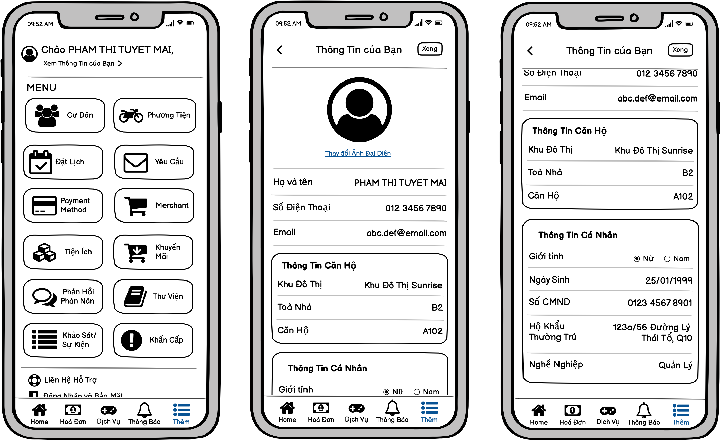 09:52 AM
Chào PHAM THI TUYET MAI,
Xem Thông Tin của Bạn >
MENU
Cư Dân
Phương Tiện
Đặt Lịch
Yêu Cầu
Payment
Method
Merchant
Tiện Ích
Khuyến
Mãi
Phản Hồi
Phàn Nàn
Thư Viện
Khảo Sát/
Sự Kiện
Khẩn Cấp
Liên Hệ Hỗ Trợ
Home
Hoá Đơn
Dịch Vụ
Thông Báo
Thêm
09:52 AM
Thông Tin của Bạn
Xong
Thay đổi Ảnh Đại Diện
Họ và tên
PHAM THI TUYET MAI
Số Điện Thoại
012 3456 7890
Email
abc.def@email.com
Thông Tin Căn Hộ
Khu Đô Thị
Khu Đô Thị Sunrise
Toà Nhà
B2
Căn Hộ
A102
Thông Tin Cá Nhân
Giới tính
Nữ
Nam
Home
Hoá Đơn
Dịch Vụ
Thông Báo
Thêm
09:52 AM
Thông Tin của Bạn
Xong
Số Điện Thoại
012 3456 7890
Email
abc.def@email.com
Thông Tin Căn Hộ
Khu Đô Thị
Khu Đô Thị Sunrise
Toà Nhà
B2
Căn Hộ
A102
Thông Tin Cá Nhân
Giới tính
Nữ
Nam
Ngày Sinh
25/01/1999
Số CMND
0123 4567 8901
Hộ Khẩu
Thường Trú
123a/56 Đường Lý
Thái Tổ, Q10
Nghề Nghiệp
Quản Lý
Home
Hoá Đơn
Dịch Vụ
Thông Báo
Thêm